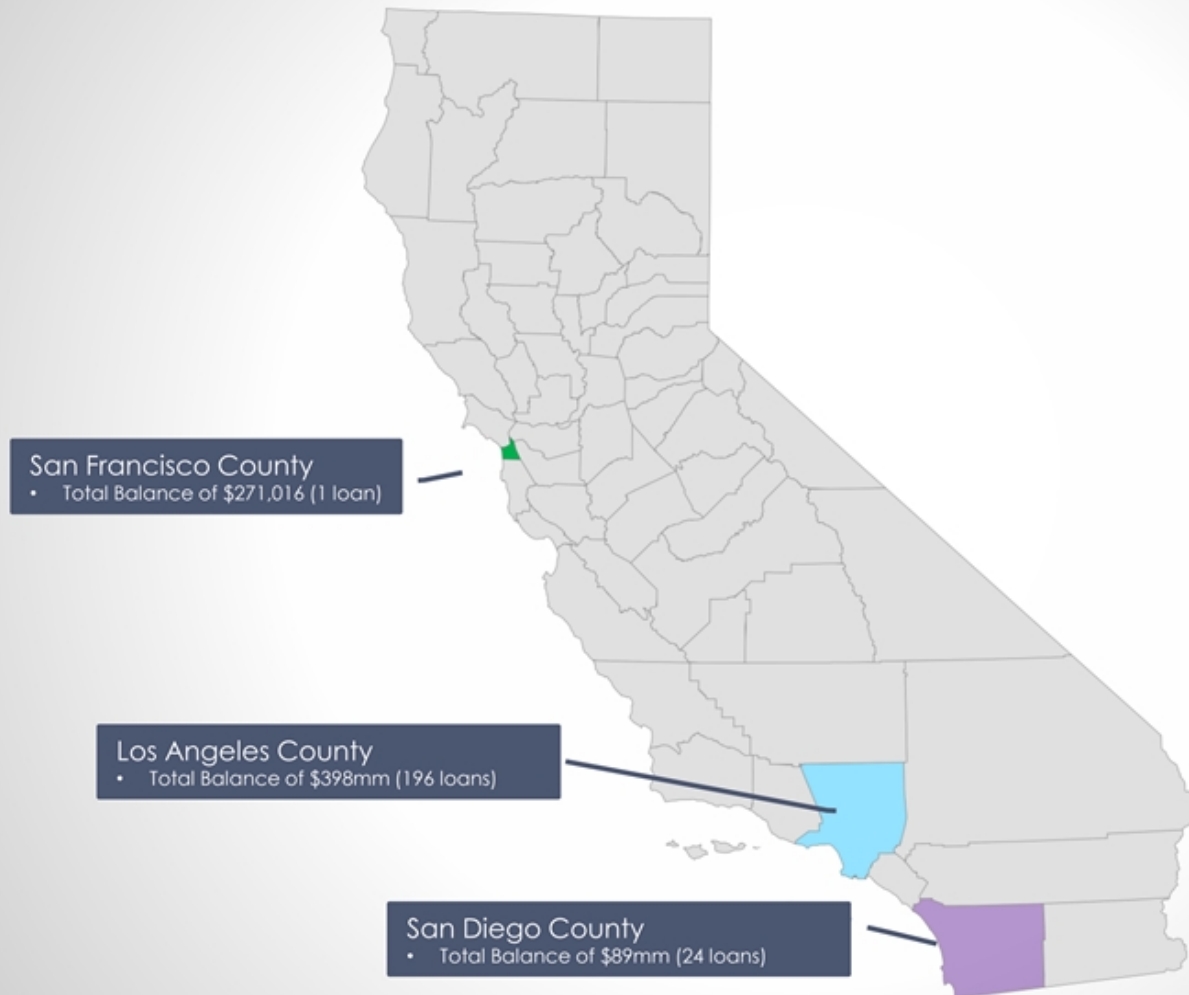 San Francisco County
• Total Balance of $271,016 (1 loan)
Los Angeles County
• Total Balance of $398mm (196 loans)
San Diego County
• Total Balance of $89mm (24 loans)